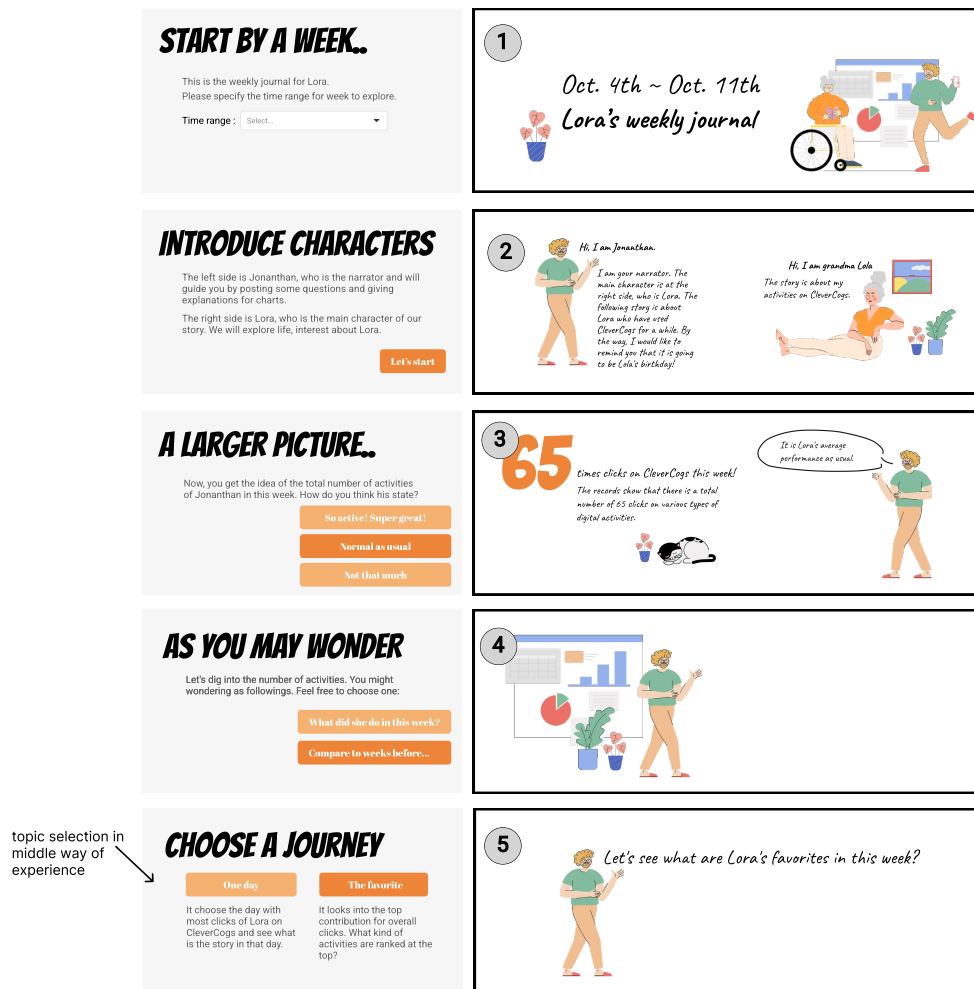 START BY A WEEK..
This is the weekly journal for Lora.
Please specify the time range for week to explore.
Time range :
Select...
1
Oct. 4th ~ Oct. 11th
Lora's weekly journal
INTRODUCE CHARACTERS
The left side is Jonanthan, who is the narrator and will
guide you by posting some questions and giving
explanations for charts.
The right side is Lora, who is the main character of our
story. We will explore life, interest about Lora.
Let's start
2
Hi, I am Jonanthan.
I am your narrator. The
main character is at the
right side, who is Lora. The
following story is about
Lora who have used
CleverCogs for a while. By
the way, I would like to
remind you that it is going
to be Lola's birthday!
Hi, I am grandma Lola
The story is about my
activities on CleverCogs.
A LARGER PICTURE..
Now, you get the idea of the total number of activities
of Jonanthan in this week. How do you think his state?
So active! Super great!
Normal as usual
Not that much
3
65
times clicks on CleverCogs this week!
The records show that there is a total
number of 65 clicks on various types of
digital activities.
It is Lora's average
performance as usual.
AS YOU MAY WONDER
Let's dig into the number of activities. You might
wondering as followings. Feel free to choose one:
What did she do in this week?
Compare to weeks before...
4
topic selection in
middle way of
experience
CHOOSE A JOURNEY
One day
It choose the day with
most clicks of Lora on
CleverCogs and see what
is the story in that day.
The favorite
It looks into the top
contribution for overall
clicks. What kind of
activities are ranked at the
top?
5
Let's see what are Lora's favorites in this week?